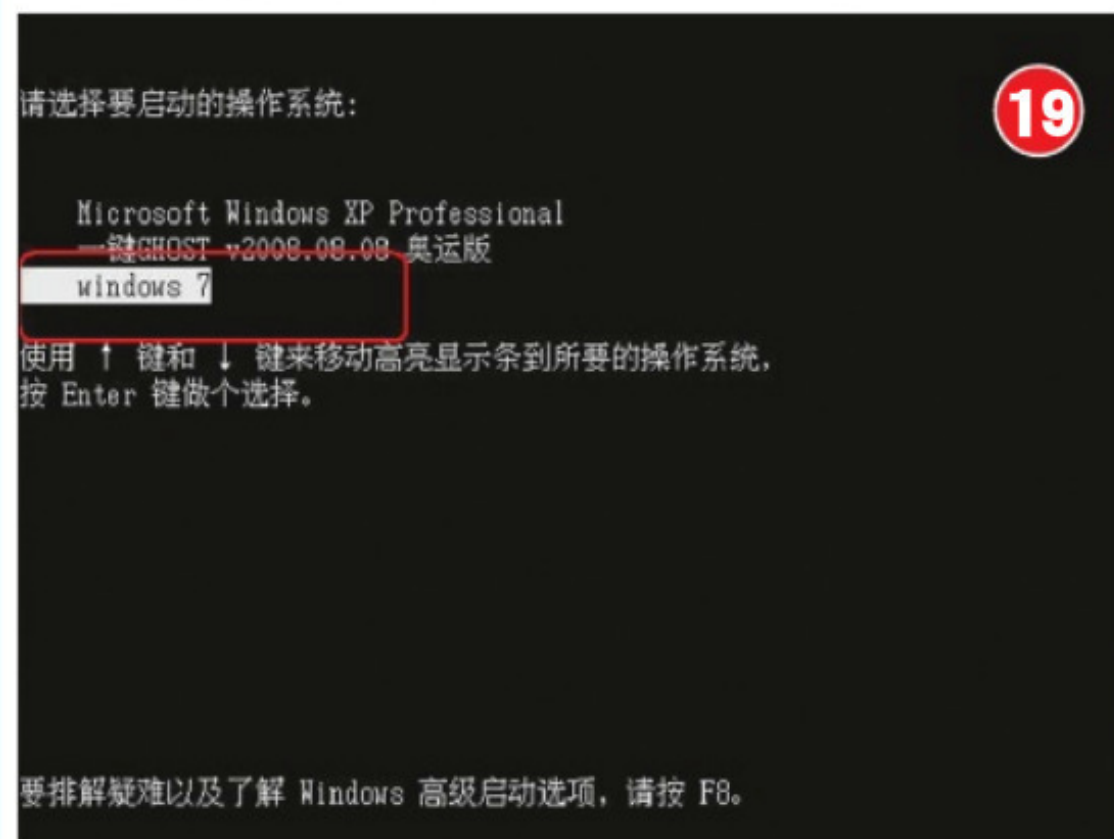 19
请选择要启动的操作系统:
Microsoft Windows XP Professional
一键GHOST v2008.08.08 奥运版
windows 7
使用 ↑ 键和 ↓ 键来移动高亮显示条到所要的操作系统,
按 Enter 键做个选择。
要排解疑难以及了解 Windows 高级启动选项, 请按 F8。